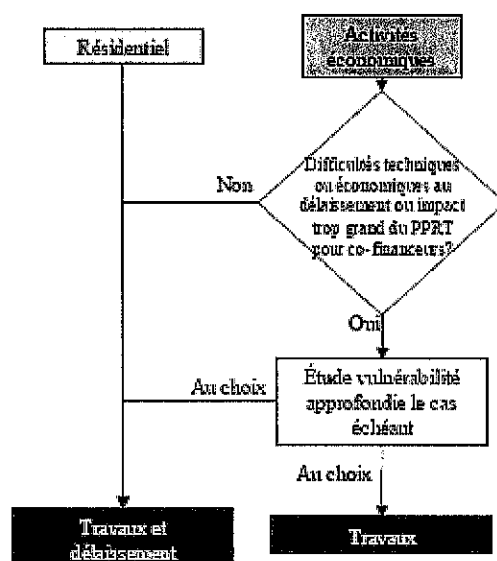 Résidentiel
Activités
économiques
Difficultés techniques
ou économiques au
délaissement ou impact
trop grand du PPRT
pour co-financeurs?
Non
Oui
Étude vulnérabilité
approfondie le cas
échéant
Au choix
Au choix
Travaux et
délaissement
Travaux